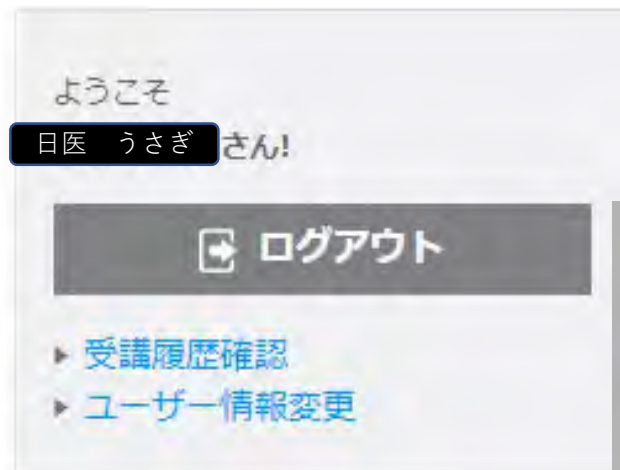 ようこそ
日医　うさぎ さん!
ログアウト
受講履歴確認
ユーザー情報変更